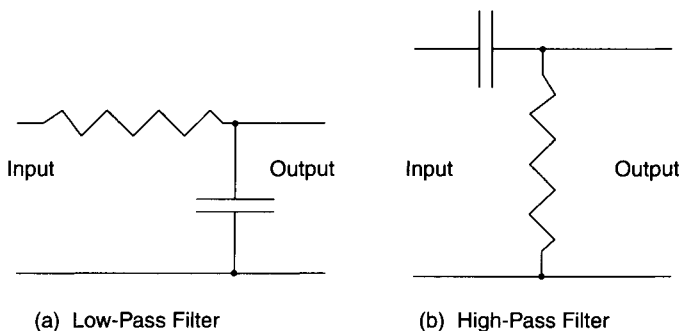 Input
Output
(a) Low-Pass Filter
Input
Output
(b) High-Pass Filter